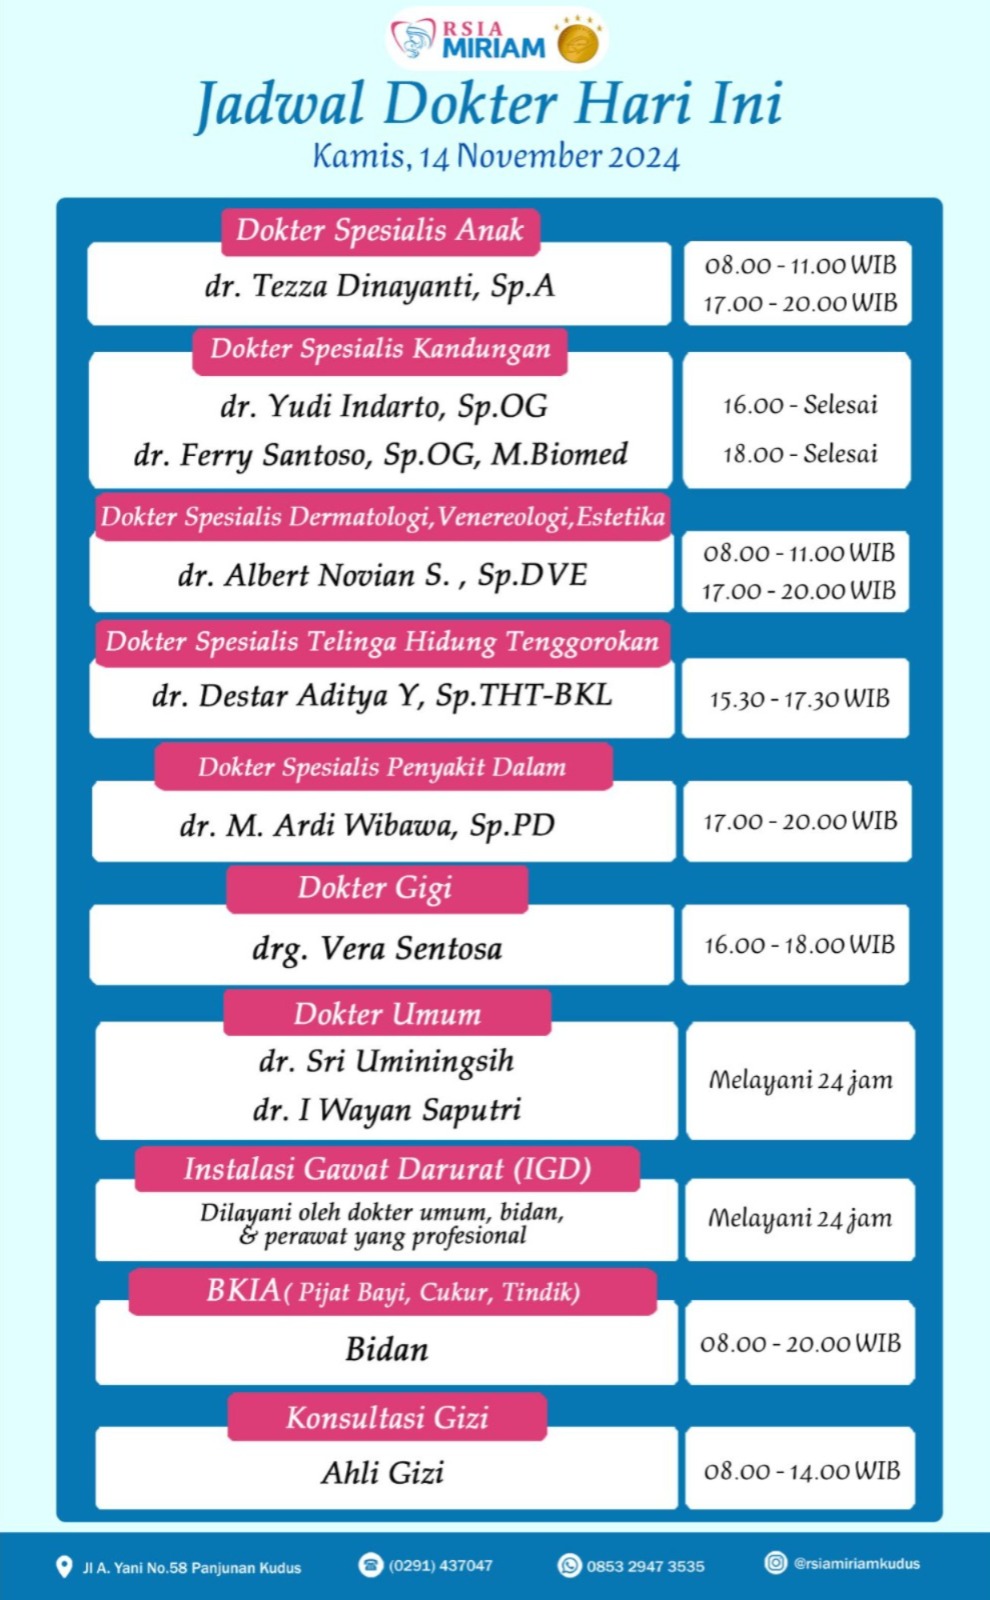 RSIA
MIRIAM
Jadwal Dokter Hari Ini
Kamis, 14 November 2024
Dokter Spesialis Anak
dr. Tezza Dinayanti, Sp.A
08.00 - 11.00 WIB
17.00 - 20.00 WIB
Dokter Spesialis Kandungan
dr. Yudi Indarto, Sp.OG
16.00 - Selesai
dr. Ferry Santoso, Sp.OG, M.Biomed
18.00 - Selesai
Dokter Spesialis Dermatologi,Venereologi,Estetika
dr. Albert Novian S. , Sp.DVE
08.00 - 11.00 WIB
17.00 - 20.00 WIB
Dokter Spesialis Telinga Hidung Tenggorokan
dr. Destar Aditya Y, Sp.THT-BKL
15.30 - 17.30 WIB
Dokter Spesialis Penyakit Dalam
dr. M. Ardi Wibawa, Sp.PD
17.00 - 20.00 WIB
Dokter Gigi
drg. Vera Sentosa
16.00 - 18.00 WIB
Dokter Umum
dr. Sri Uminingsih
dr. I Wayan Saputri
Melayani 24 jam
Instalasi Gawat Darurat (IGD)
Dilayani oleh dokter umum, bidan,
& perawat yang profesional
Melayani 24 jam
BKIA( Pijat Bayi, Cukur, Tindik)
Bidan
08.00 - 20.00 WIB
Konsultasi Gizi
Ahli Gizi
08.00 - 14.00 WIB
Jl A. Yani No.58 Panjunan Kudus
(0291) 437047
0853 2947 3535
@rsiamiriamkudus